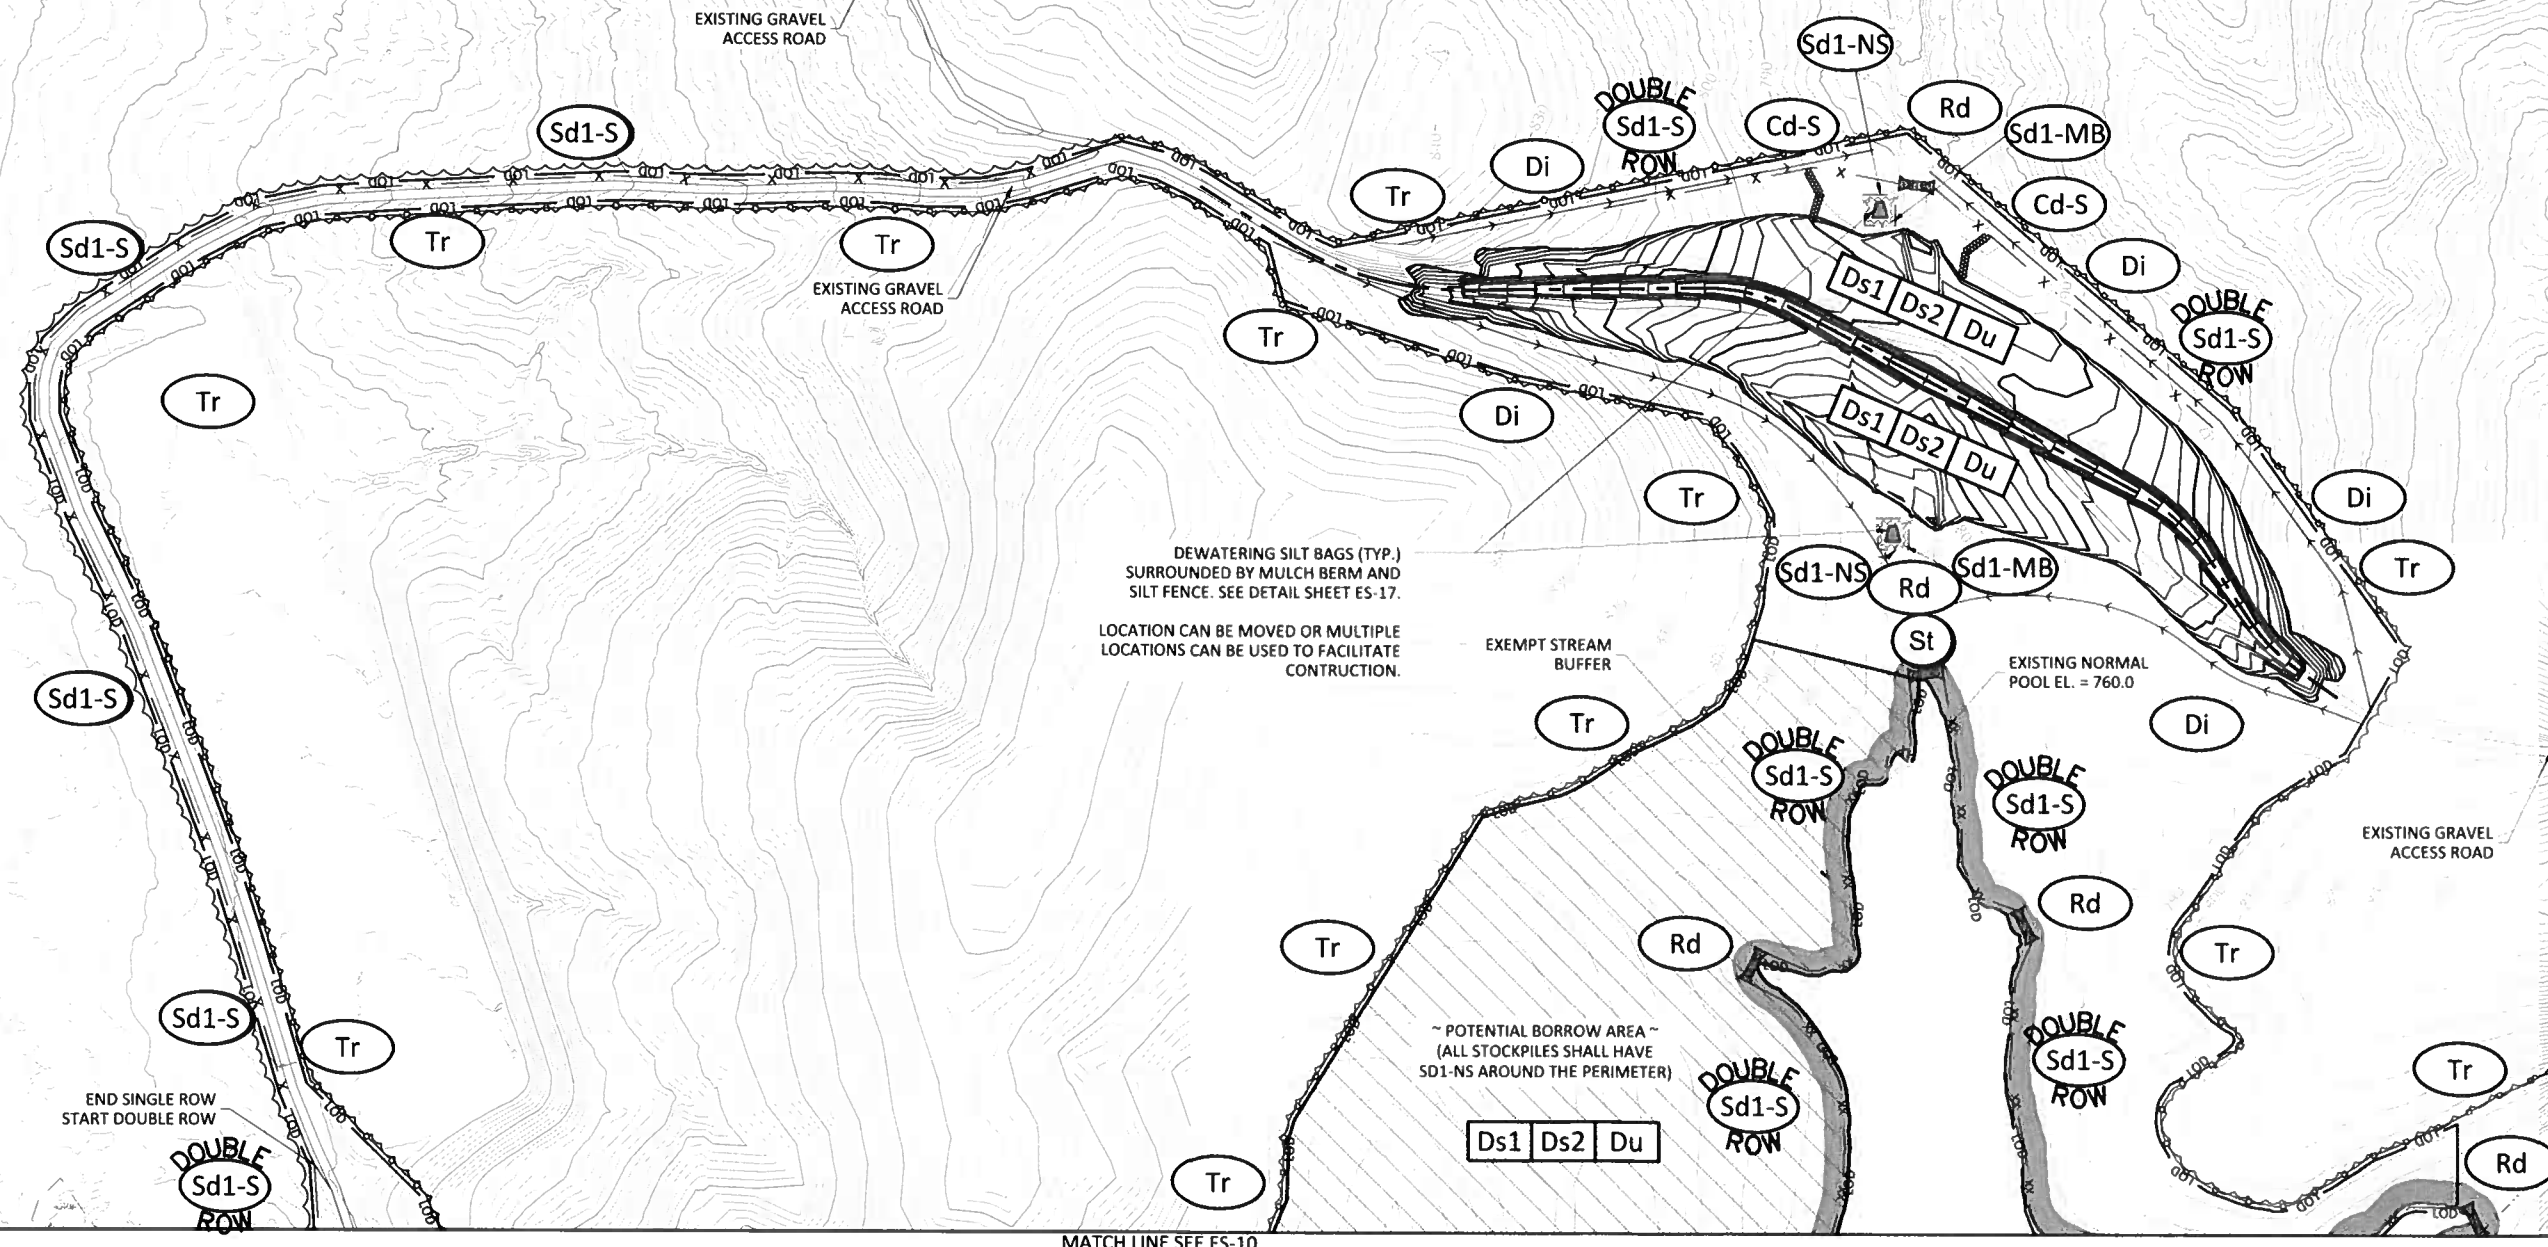 EXISTING GRAVEL
ACCESS ROAD
Sd1-NS
DOUBLE
Sd1-S
ROW
Cd-S
Rd
Sd1-MB
Sd1-S
Di
Tr
Cd-S
Sd1-S
Tr
Tr
Di
EXISTING GRAVEL
ACCESS ROAD
Ds1 Ds2 Du
DOUBLE
Sd1-S
ROW
Tr
Tr
Di
Ds1 Ds2 Du
Tr
Di
Tr
DEWATERING SILT BAGS (TYP.)
SURROUNDED BY MULCH BERM AND
SILT FENCE. SEE DETAIL SHEET ES-17.
LOCATION CAN BE MOVED OR MULTIPLE
LOCATIONS CAN BE USED TO FACILITATE
CONTRUCTION.
Sd1-NS
Rd
Sd1-MB
St
EXEMPT STREAM
BUFFER
EXISTING NORMAL
POOL EL. = 760.0
Sd1-S
Tr
Di
DOUBLE
Sd1-S
ROW
DOUBLE
Sd1-S
ROW
EXISTING GRAVEL
ACCESS ROAD
Rd
Tr
Rd
Tr
Sd1-S
Tr
~ POTENTIAL BORROW AREA ~
(ALL STOCKPILES SHALL HAVE
SD1-NS AROUND THE PERIMETER)
DOUBLE
Sd1-S
ROW
DOUBLE
Sd1-S
ROW
Tr
END SINGLE ROW
START DOUBLE ROW
Ds1 Ds2 Du
Rd
DOUBLE
Sd1-S
ROW
Tr
LOD
MATCH LINE SEE ES-10